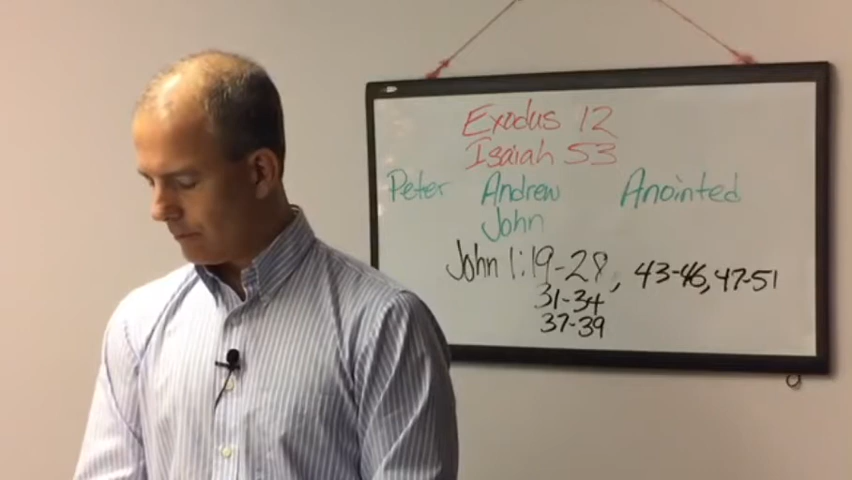 Exodus 12
Isaiah 53
Peter Andrew Anointed
John
John 1:19-28, 43-46, 47-51
31-34
37-39